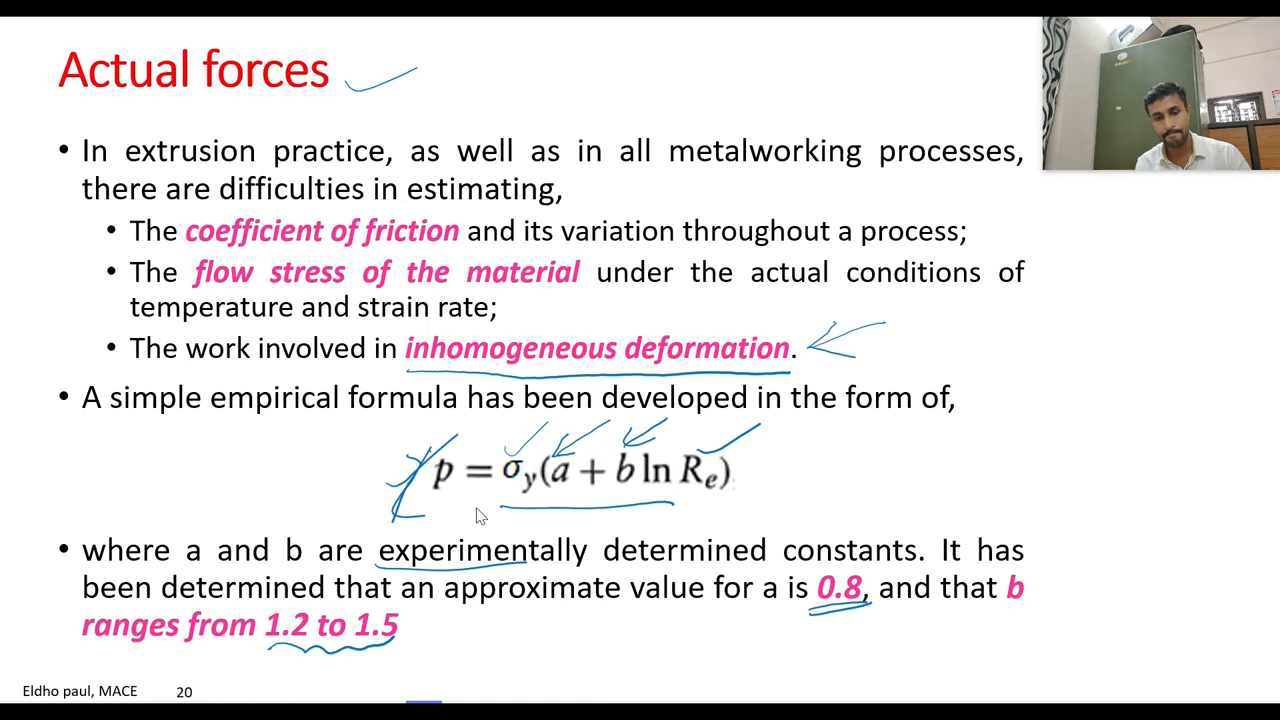 Actual forces
• In extrusion practice, as well as in all metalworking processes,
there are difficulties in estimating,
• The coefficient of friction and its variation throughout a process;
• The flow stress of the material under the actual conditions of
temperature and strain rate;
• The work involved in inhomogeneous deformation.
• A simple empirical formula has been developed in the form of,
p = σy(a + b ln Re)
• where a and b are experimentally determined constants. It has
been determined that an approximate value for a is 0.8, and that b
ranges from 1.2 to 1.5
Eldho paul, MACE 20